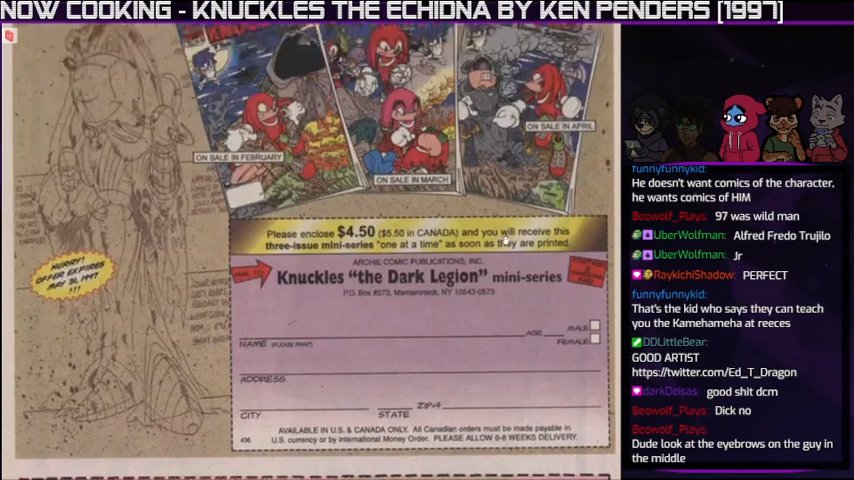 NOW COOKING - KNUCKLES THE ECHIDNA BY KEN PENDERS [1997]
ON SALE IN FEBRUARY
ON SALE IN MARCH
ON SALE IN APRIL
HURRY!
OFFER EXPIRES
MAY 31, 1997
!!!
Please enclose $4.50 ($5.50 in CANADA) and you will receive this
three-issue mini-series "one at a time" as soon as they are printed.
MAIL TO
ARCHIE COMIC PUBLICATIONS, INC.
Knuckles "the Dark Legion" mini-series
P.O. Box #573, Mamaroneck, NY 10543-0573
NAME (PLEASE PRINT)
AGE
MALE
FEMALE
ADDRESS
CITY
STATE
ZIP+4
AVAILABLE IN U.S. & CANADA ONLY. All Canadian orders must be made payable in
U.S. currency or by international Money Order. PLEASE ALLOW 6-8 WEEKS DELIVERY.
funnyfunnykid:
He doesn't want comics of the character,
he wants comics of HIM
Beowolf_Plays: 97 was wild man
UberWolfman: Alfred Fredo Trujilo
UberWolfman: Jr
RaykichiShadow: PERFECT
funnyfunnykid:
That's the kid who says they can teach
you the Kamehameha at reeces
DDLittleBear:
GOOD ARTIST
https://twitter.com/Ed_T_Dragon
darkDeisas: good shit dcm
Beowolf_Plays: Dick no
Beowolf_Plays:
Dude look at the eyebrows on the guy in
the middle